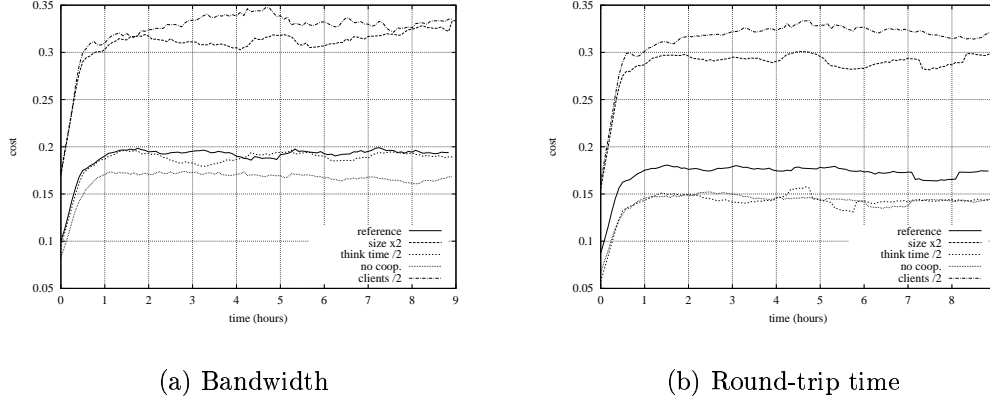 0.35
0.3
0.25
0.2
0.15
0.1
0.05
cost
0 1 2 3 4 5 6 7 8 9
time (hours)
reference
size x2
think time /2
no coop.
clients /2
(a) Bandwidth
0.35
0.3
0.25
0.2
0.15
0.1
0.05
cost
0 1 2 3 4 5 6 7 8
time (hours)
reference
size x2
think time /2
no coop.
clients /2
(b) Round-trip time